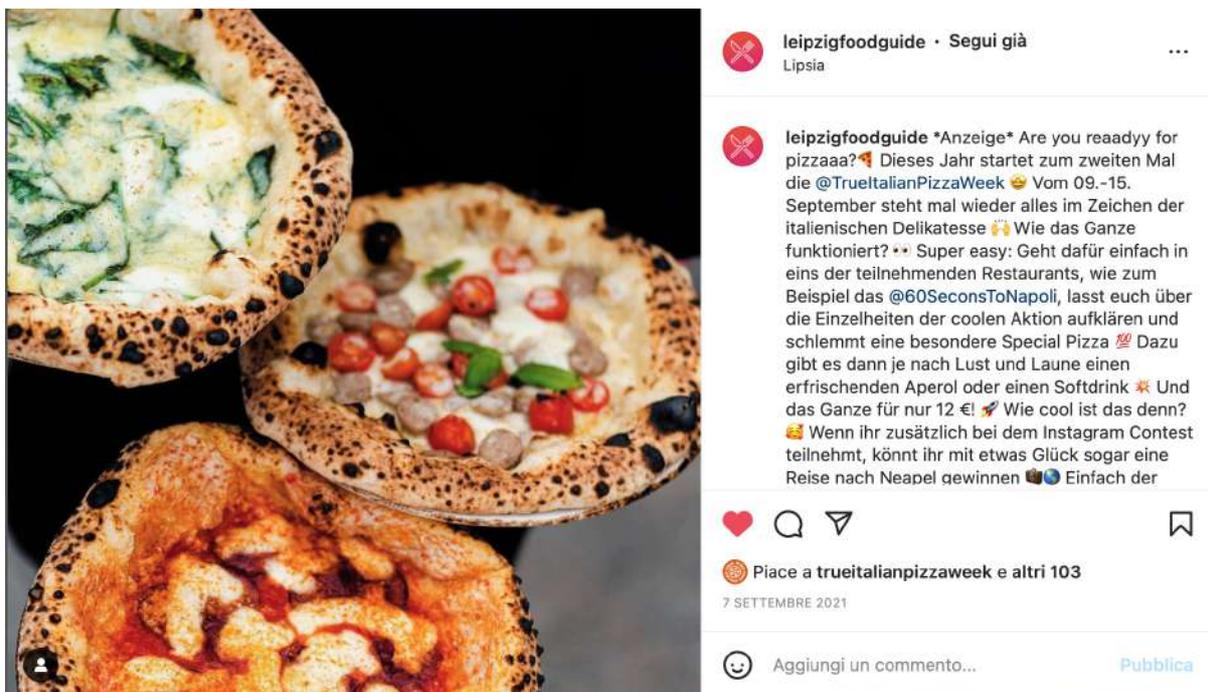 leipzigfoodguide • Segui già
Lipsia
leipzigfoodguide *Anzeige* Are you reaadyy for
pizzaaa?🍕 Dieses Jahr startet zum zweiten Mal
die @TrueItalianPizzaWeek 🤩 Vom 09.-15.
September steht mal wieder alles im Zeichen der
italienischen Delikatesse 🙌 Wie das Ganze
funktioniert? 👀 Super easy: Geht dafür einfach in
eins der teilnehmenden Restaurants, wie zum
Beispiel das @60SeconsToNapoli, lasst euch über
die Einzelheiten der coolen Aktion aufklären und
schlemmt eine besondere Special Pizza 💯 Dazu
gibt es dann je nach Lust und Laune einen
erfrischenden Aperol oder einen Softdrink 💥 Und
das Ganze für nur 12 €! 🚀 Wie cool ist das denn?
🥰 Wenn ihr zusätzlich bei dem Instagram Contest
teilnehmt, könnt ihr mit etwas Glück sogar eine
Reise nach Neapel gewinnen 💼🌎 Einfach der
Piace a trueitalianpizzaweek e altri 103
7 SETTEMBRE 2021
Aggiungi un commento... Pubblica